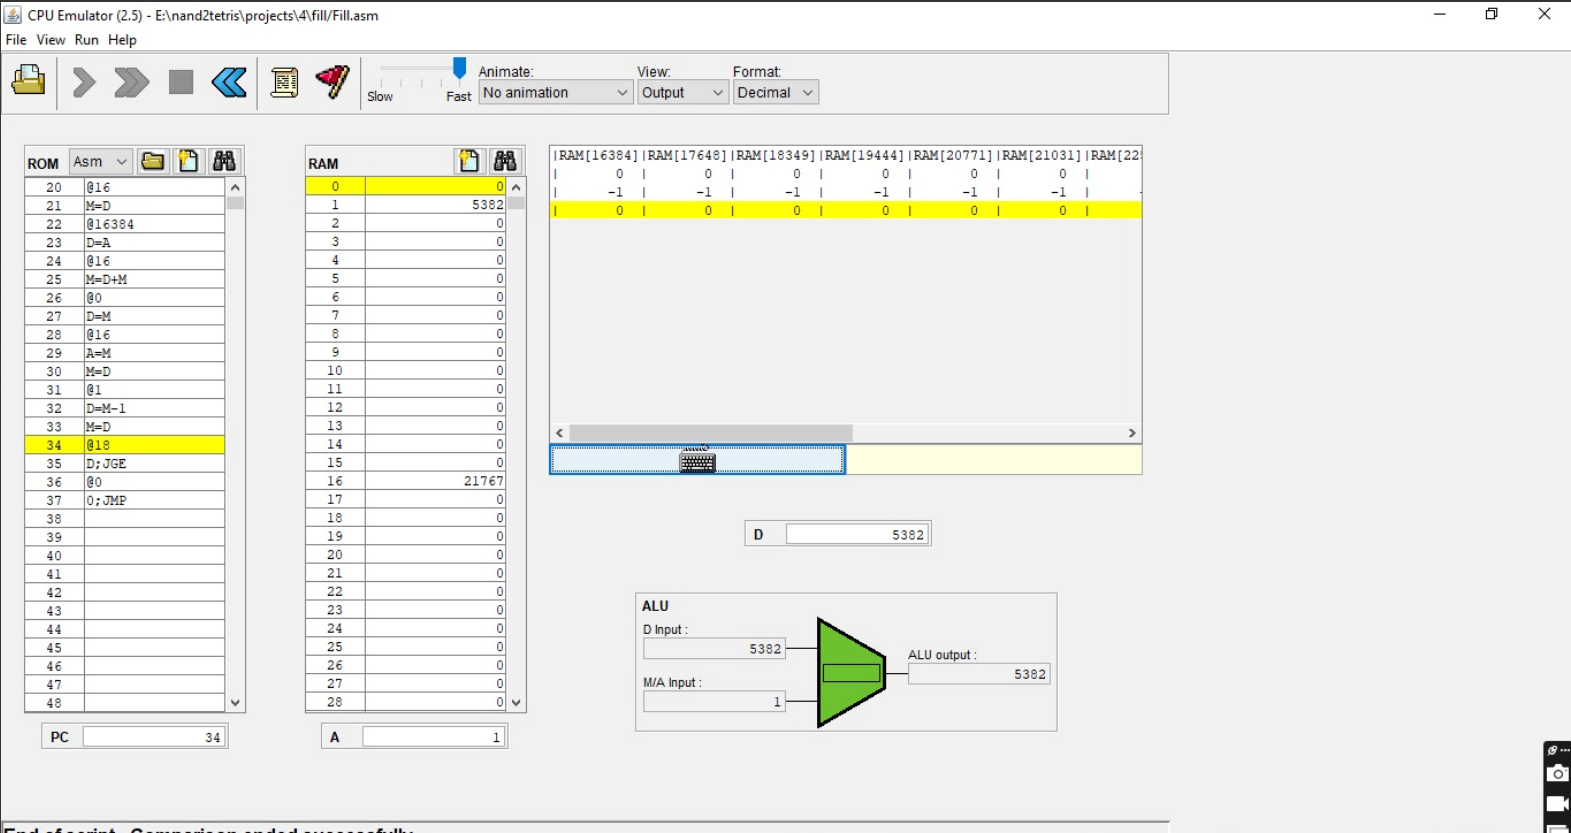 CPU Emulator (2.5) - E:\nand2tetris\projects\4\fill/Fill.asm
File View Run Help
Slow Fast
Animate: View: Format:
No animation Output Decimal
ROM Asm
20 @16
21 M=D
22 @16384
23 D=A
24 @16
25 M=D+M
26 @0
27 D=M
28 @16
29 A=M
30 M=D
31 @1
32 D=M-1
33 M=D
34 @18
35 D;JGE
36 @0
37 0;JMP
38
39
40
41
42
43
44
45
46
47
48
PC 34
RAM
0 0
1 5382
2 0
3 0
4 0
5 0
6 0
7 0
8 0
9 0
10 0
11 0
12 0
13 0
14 0
15 0
16 21767
17 0
18 0
19 0
20 0
21 0
22 0
23 0
24 0
25 0
26 0
27 0
28 0
A 1
|RAM[16384]|RAM[17648]|RAM[18349]|RAM[19444]|RAM[20771]|RAM[21031]|RAM[22
| 0 | 0 | 0 | 0 | 0 | 0 |
| -1 | -1 | -1 | -1 | -1 | -1 |
| 0 | 0 | 0 | 0 | 0 | 0 |
D 5382
ALU
D Input :
5382
M/A Input :
1
ALU output :
5382
End of script - Comparison ended successfully